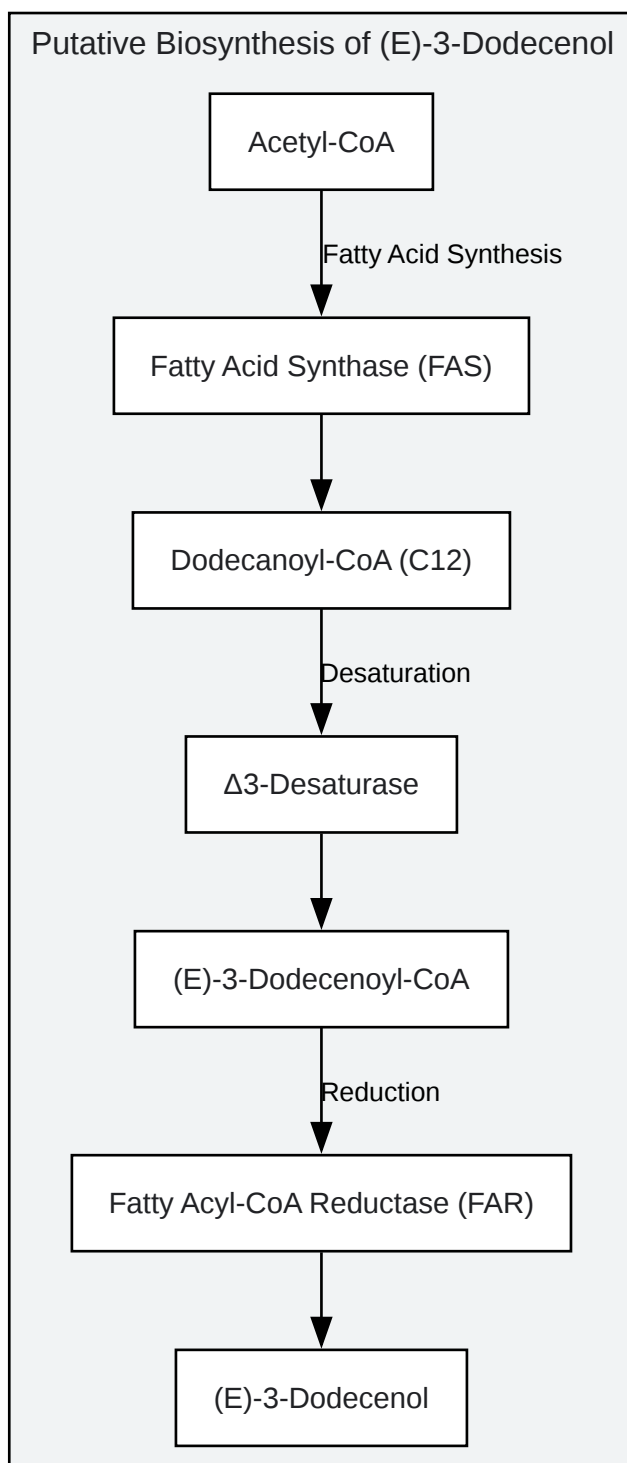 Putative Biosynthesis of (E)-3-Dodecenol
Acetyl-CoA
Fatty Acid Synthesis
Fatty Acid Synthase (FAS)
Dodecanoyl-CoA (C12)
Desaturation
Δ3-Desaturase
(E)-3-Dodecenoyl-CoA
Reduction
Fatty Acyl-CoA Reductase (FAR)
(E)-3-Dodecenol